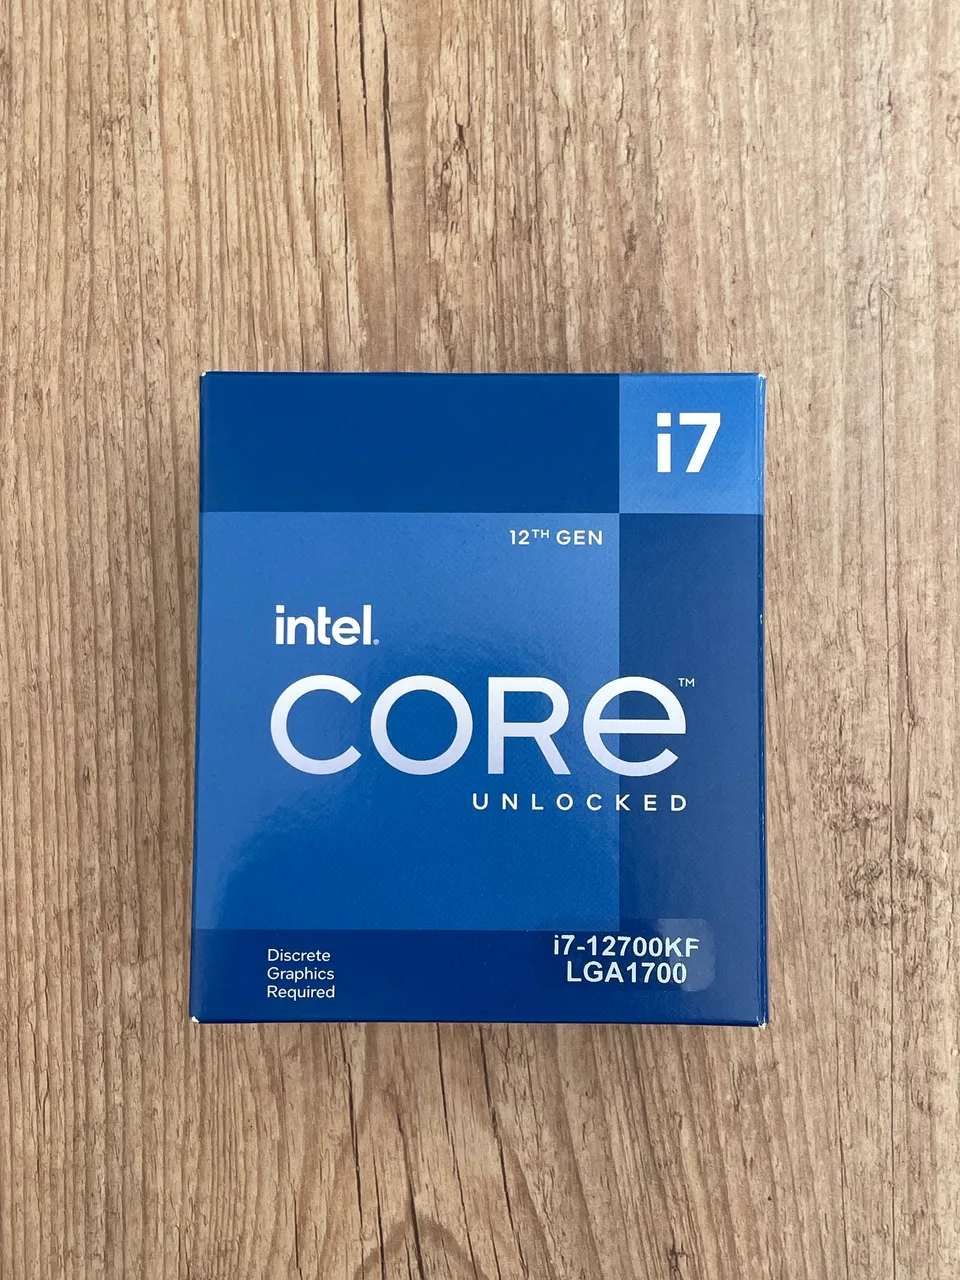 i7
12TH GEN
intel®
CORe™
UNLOCKED
Discrete
Graphics
Required
i7-12700KF
LGA1700